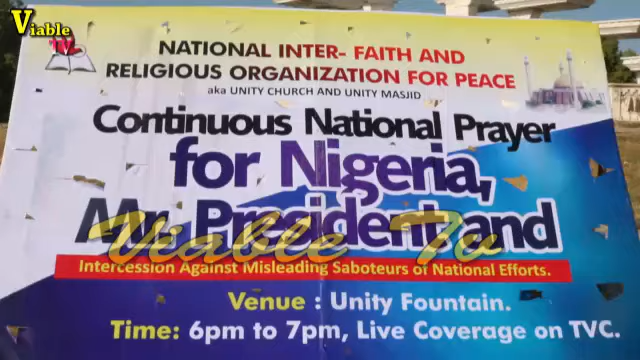 Viable
TV
NATIONAL INTER- FAITH AND
RELIGIOUS ORGANIZATION FOR PEACE
aka UNITY CHURCH AND UNITY MASJID
Continuous National Prayer
for Nigeria,
Mr. President and
Viable Tv
Intercession Against Misleading Saboteurs of National Efforts.
Venue : Unity Fountain.
Time: 6pm to 7pm, Live Coverage on TVC.